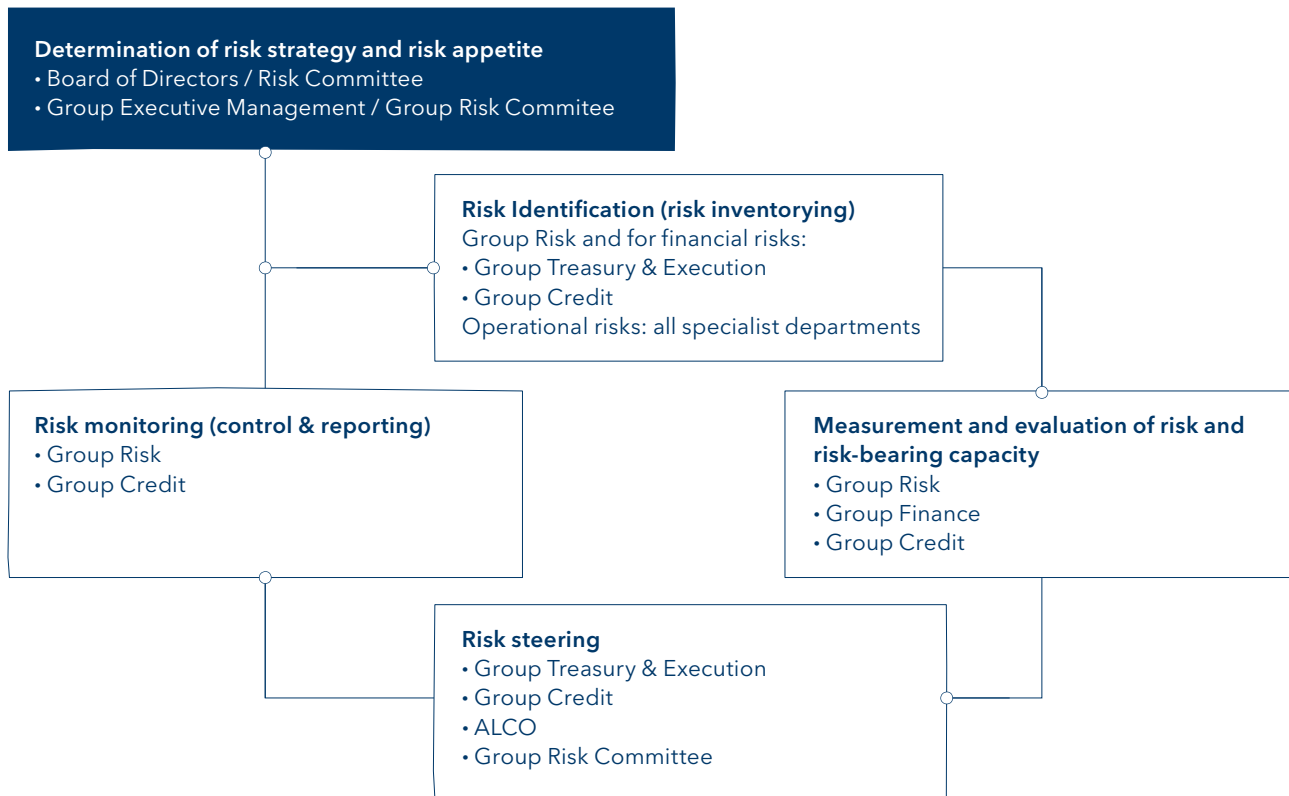 Determination of risk strategy and risk appetite
• Board of Directors / Risk Committee
• Group Executive Management / Group Risk Commitee
Risk Identification (risk inventorying)
Group Risk and for financial risks:
• Group Treasury & Execution
• Group Credit
Operational risks: all specialist departments
Risk monitoring (control & reporting)
• Group Risk
• Group Credit
Measurement and evaluation of risk and
risk-bearing capacity
• Group Risk
• Group Finance
• Group Credit
Risk steering
• Group Treasury & Execution
• Group Credit
• ALCO
• Group Risk Committee